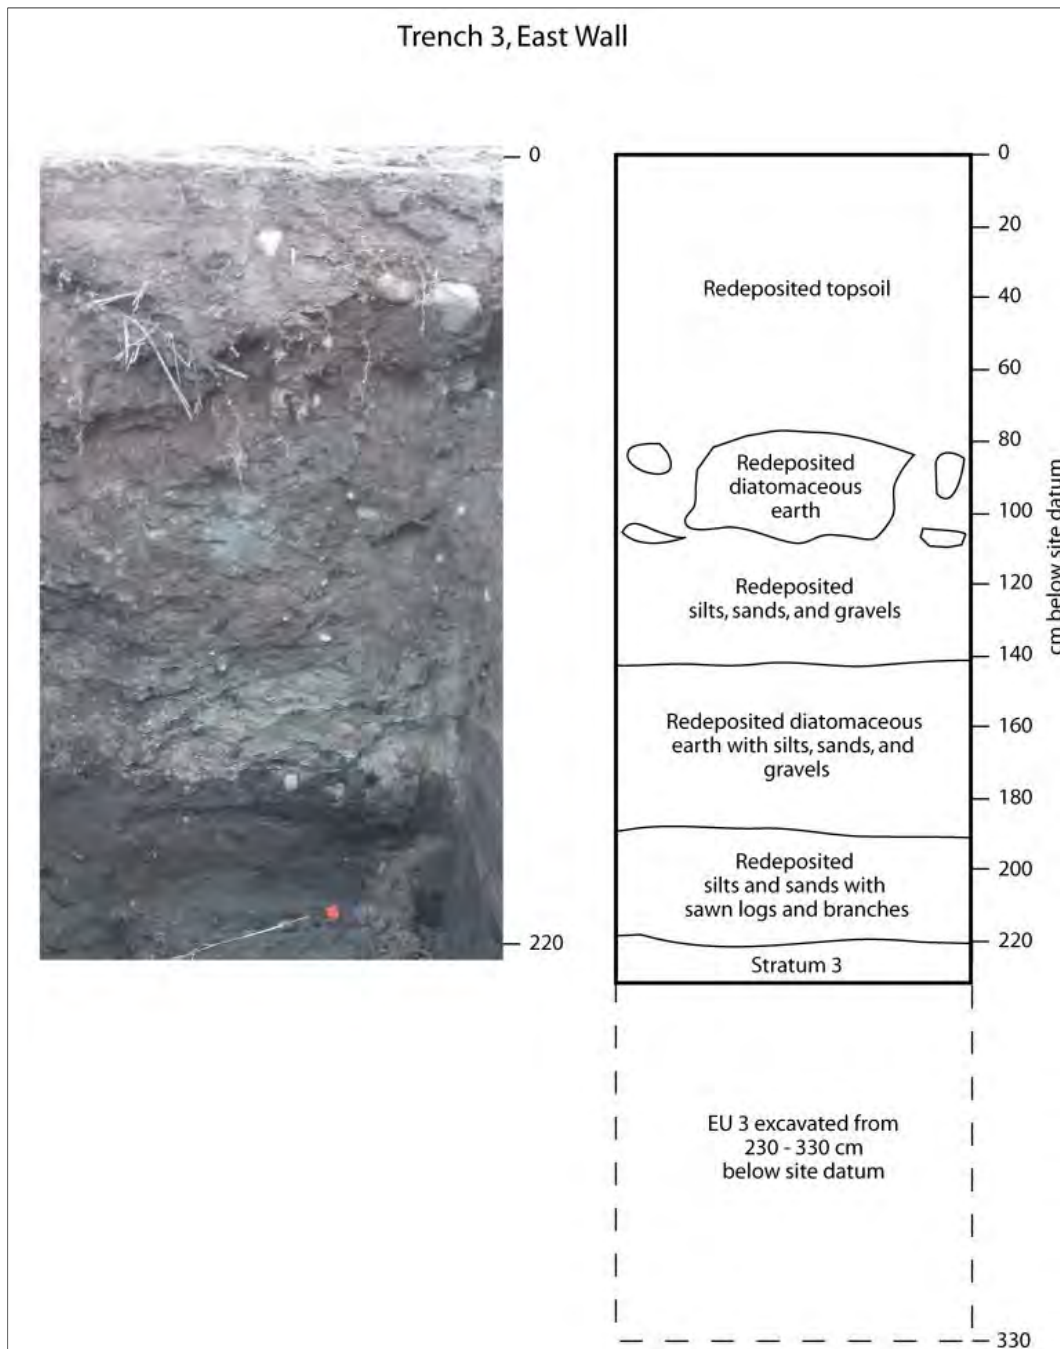 Trench 3, East Wall
0
220
0
20
40
60
80
100
120
140
160
180
200
220
330
cm below site datum
Redeposited topsoil
Redeposited
diatomaceous
earth
Redeposited
silts, sands, and gravels
Redeposited diatomaceous
earth with silts, sands, and
gravels
Redeposited
silts and sands with
sawn logs and branches
Stratum 3
EU 3 excavated from
230 - 330 cm
below site datum